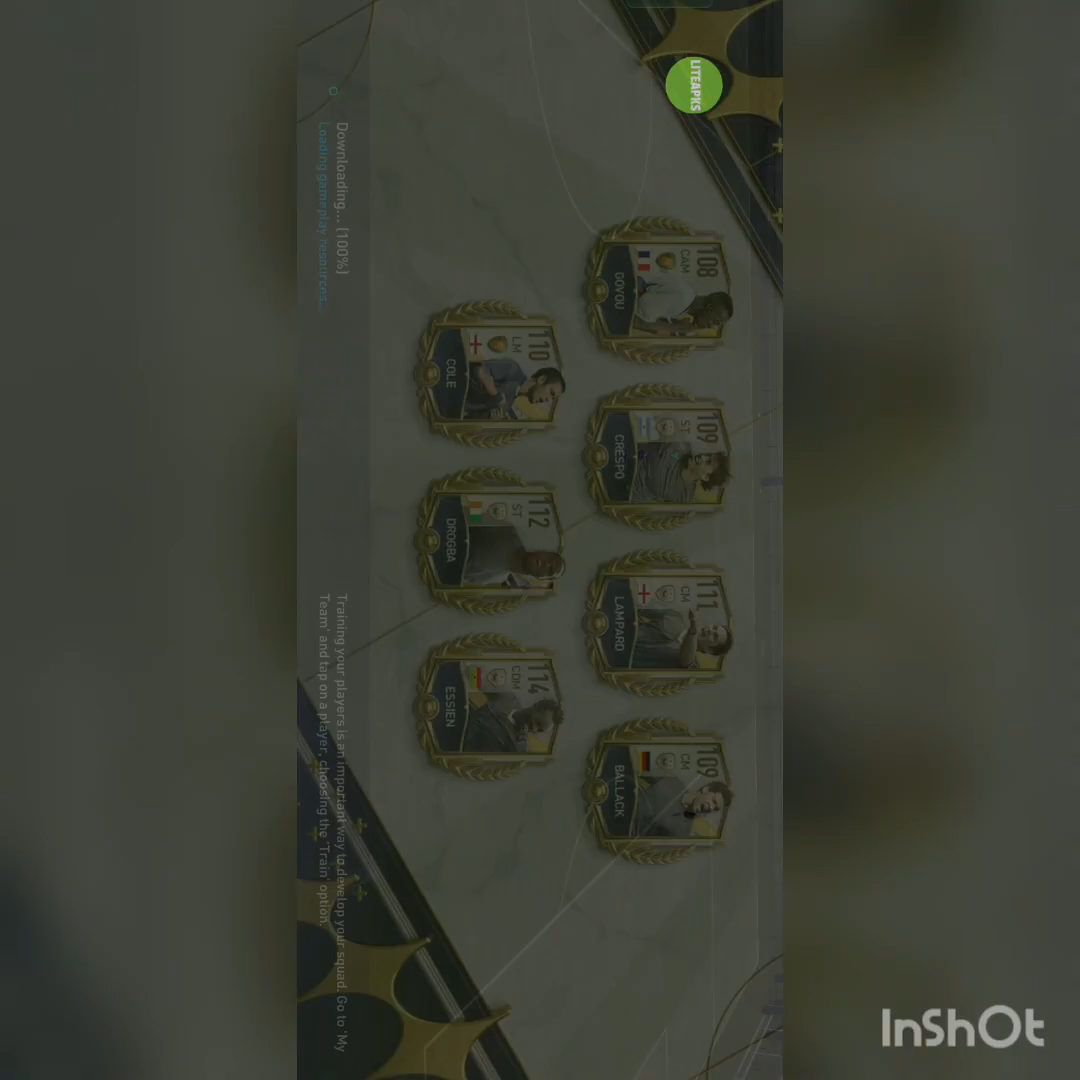 LITEAPKS
108
CAM
GOVOU
109
ST
CRESPO
111
CM
LAMPARD
109
CM
BALLACK
110
LM
COLE
112
ST
DROGBA
114
CDM
ESSIEN
Downloading... (100%)
Loading gameplay resources...
Training your players is an important way to develop your squad. Go to 'My
Team' and tap on a player, choosing the 'Train' option.
InShOt